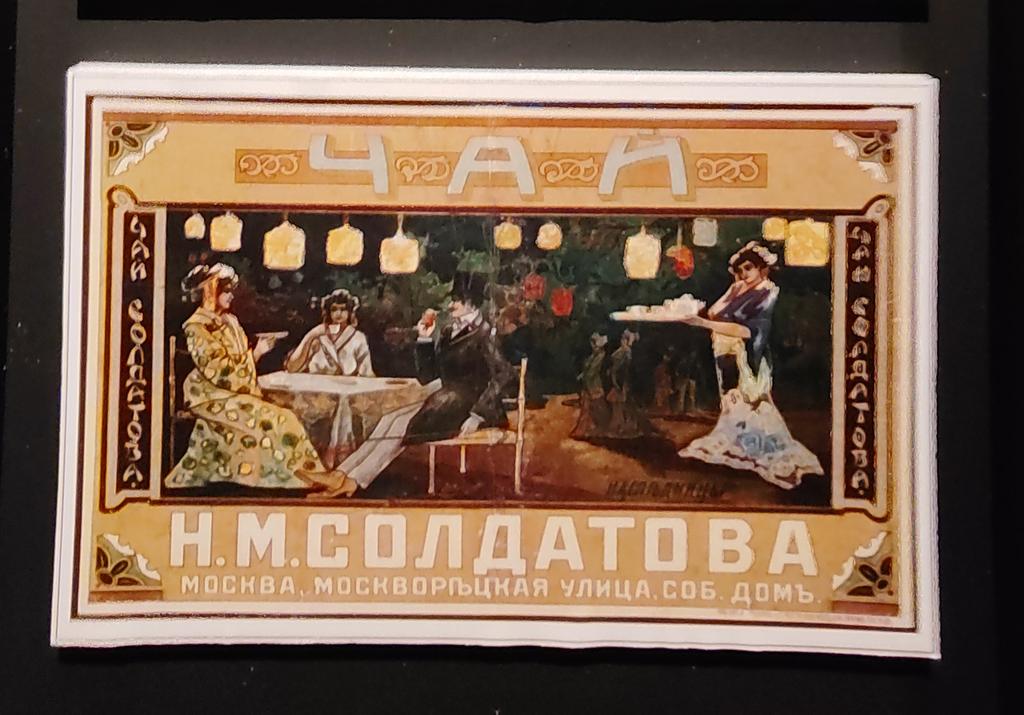 ЧАЙ
ЧАЙ СОЛДАТОВА
ЧАЙ СОЛДАТОВА.
Н.М.СОЛДАТОВА
МОСКВА, МОСКВОРѢЦКАЯ УЛИЦА. СОБ. ДОМЪ.